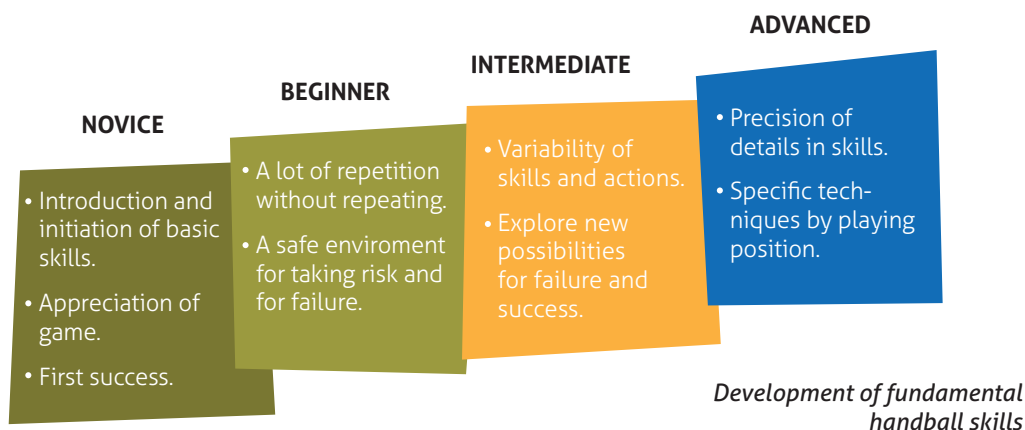 NOVICE
• Introduction and
initiation of basic
skills.
• Appreciation of
game.
• First success.
BEGINNER
• A lot of repetition
without repeating.
• A safe enviroment
for taking risk and
for failure.
INTERMEDIATE
• Variability of
skills and actions.
• Explore new
possibilities
for failure and
success.
ADVANCED
• Precision of
details in skills.
• Specific tech-
niques by playing
position.
Development of fundamental
handball skills